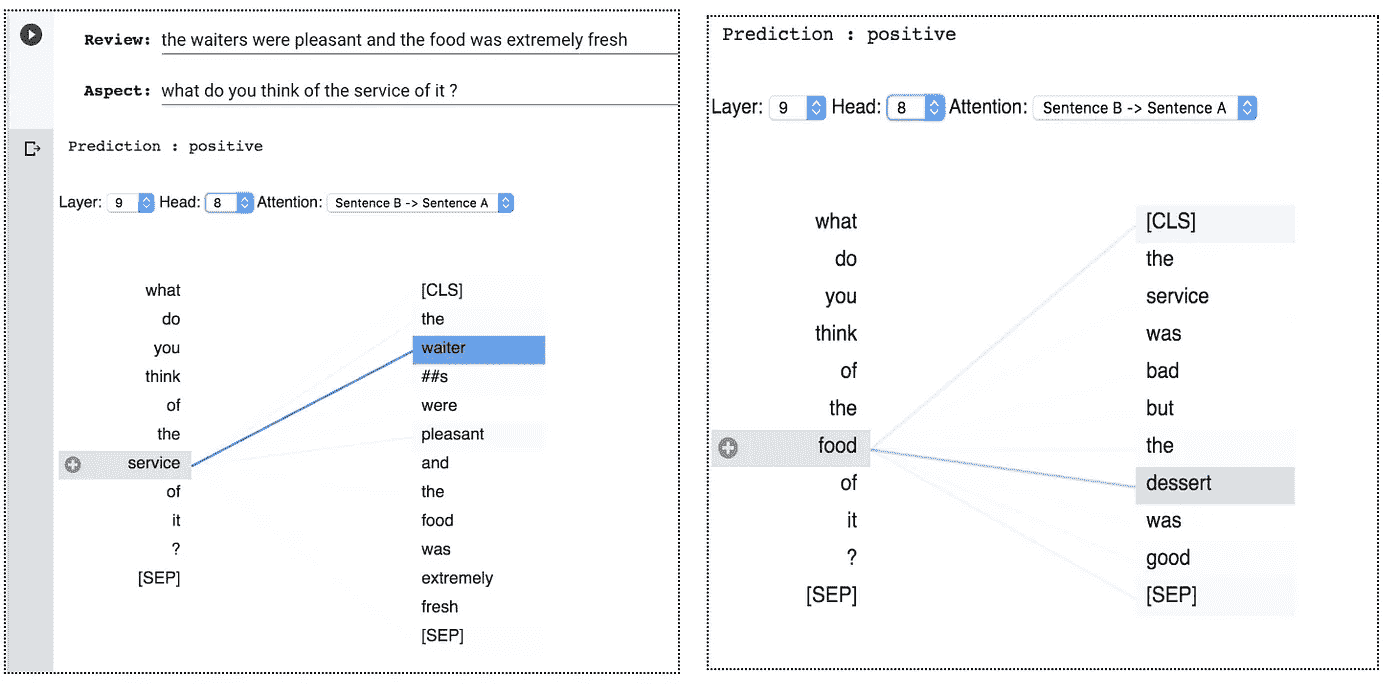 Review: the waiters were pleasant and the food was extremely fresh
Aspect: what do you think of the service of it ?
Prediction : positive
Layer: 9 Head: 8 Attention: Sentence B -> Sentence A
what [CLS]
do the
you waiter
think ##s
of were
the pleasant
service and
of the
it food
? was
[SEP] extremely
fresh
[SEP]
Prediction : positive
Layer: 9 Head: 8 Attention: Sentence B -> Sentence A
what [CLS]
do the
you service
think was
of bad
the but
food the
of dessert
it was
? good
[SEP] [SEP]